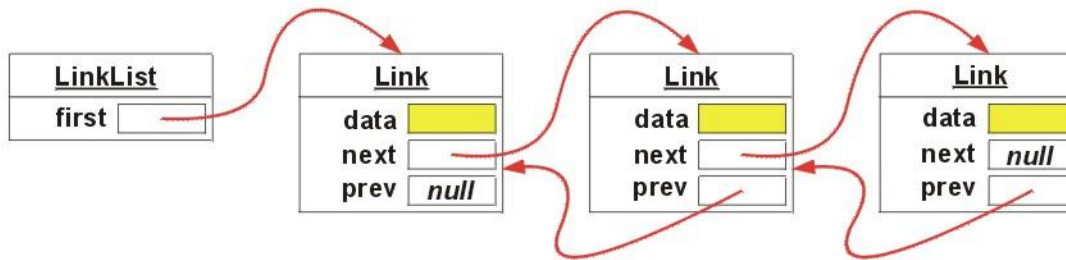 LinkList
first
Link
data
next
prev null
Link
data
next
prev
Link
data
next null
prev